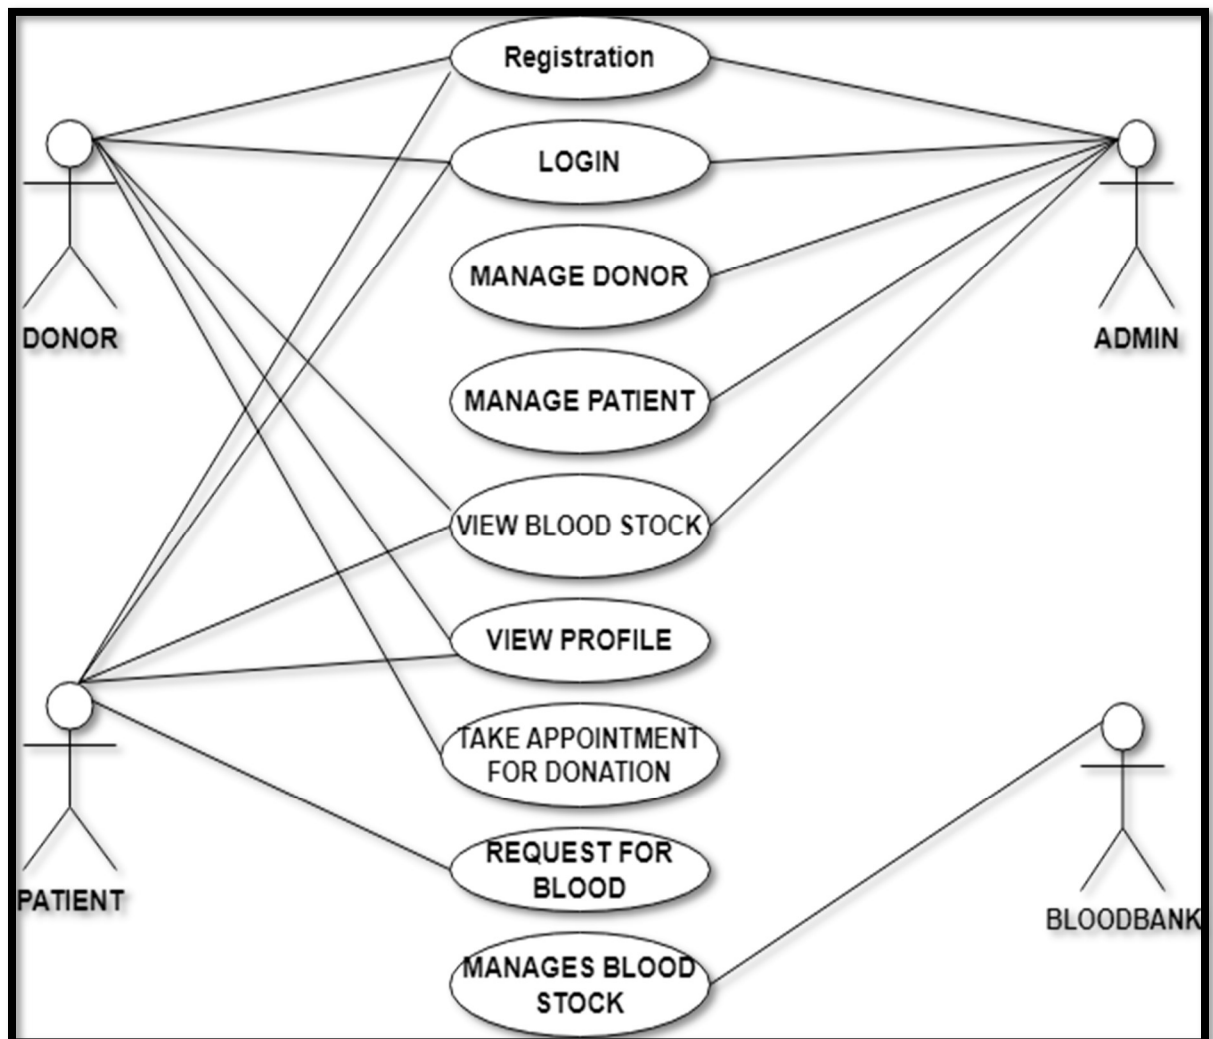 Registration
LOGIN
MANAGE DONOR
DONOR
ADMIN
MANAGE PATIENT
VIEW BLOOD STOCK
VIEW PROFILE
TAKE APPOINTMENT
FOR DONATION
REQUEST FOR
BLOOD
PATIENT
BLOODBANK
MANAGES BLOOD
STOCK